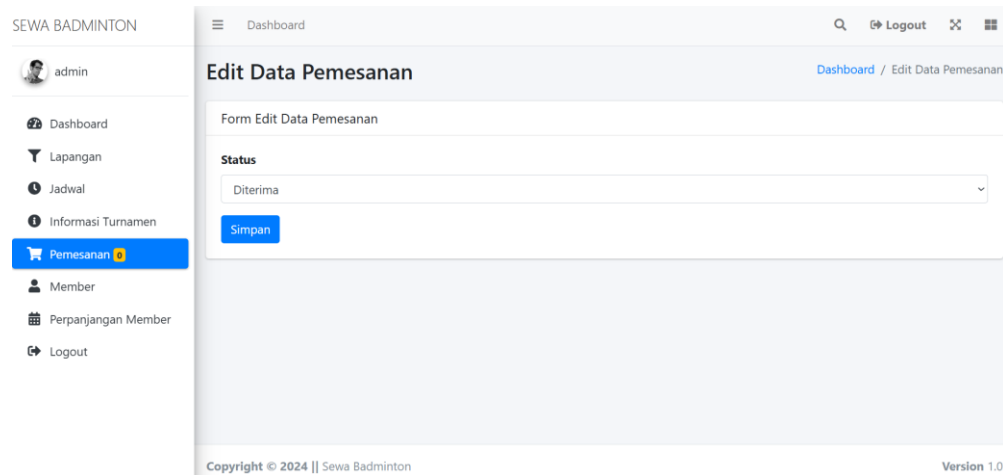 SEWA BADMINTON
admin
Dashboard
Lapangan
Jadwal
Informasi Turnamen
Pemesanan 0
Member
Perpanjangan Member
Logout
Dashboard
Logout
Edit Data Pemesanan
Dashboard / Edit Data Pemesanan
Form Edit Data Pemesanan
Status
Diterima
Simpan
Copyright © 2024 || Sewa Badminton
Version 1.0